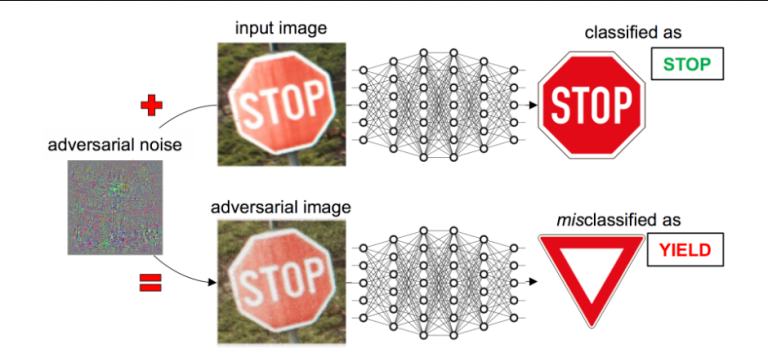 input image
classified as
STOP
STOP
STOP
+
adversarial noise
adversarial image
misclassified as
STOP
YIELD
=